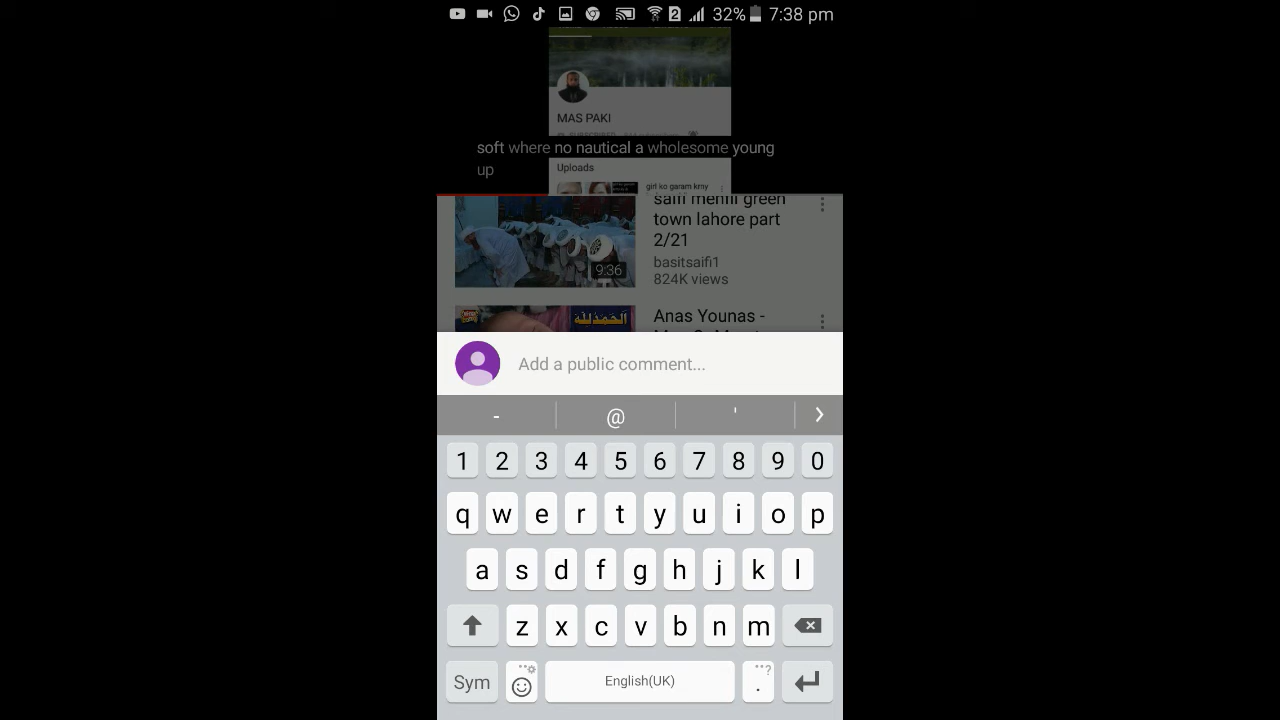 32% 7:38 pm
MAS PAKI
soft where no nautical a wholesome young
up
Uploads
girl ko garam krny
saifi mehfil green
town lahore part
2/21
9:36
basitsaifi1
824K views
الحمدلله
Anas Younas -
Add a public comment...
- @ '
1 2 3 4 5 6 7 8 9 0
q w e r t y u i o p
a s d f g h j k l
z x c v b n m
Sym English(UK) .